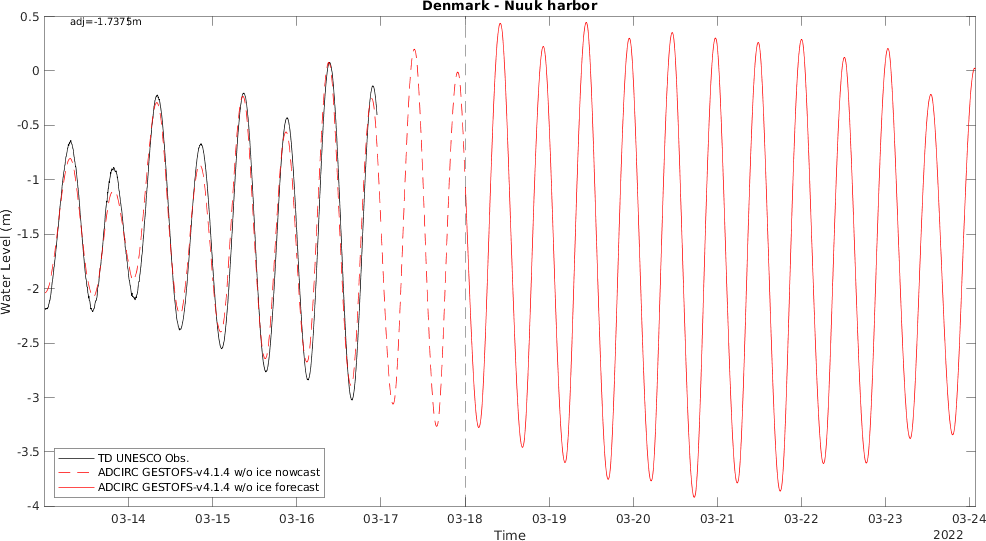 Denmark - Nuuk harbor
adj=-1.7375m
0.5
0
-0.5
-1
-1.5
-2
-2.5
-3
-3.5
-4
Water Level (m)
TD UNESCO Obs.
ADCIRC GESTOFS-v4.1.4 w/o ice nowcast
ADCIRC GESTOFS-v4.1.4 w/o ice forecast
03-14 03-15 03-16 03-17 03-18 03-19 03-20 03-21 03-22 03-23 03-24
Time
2022